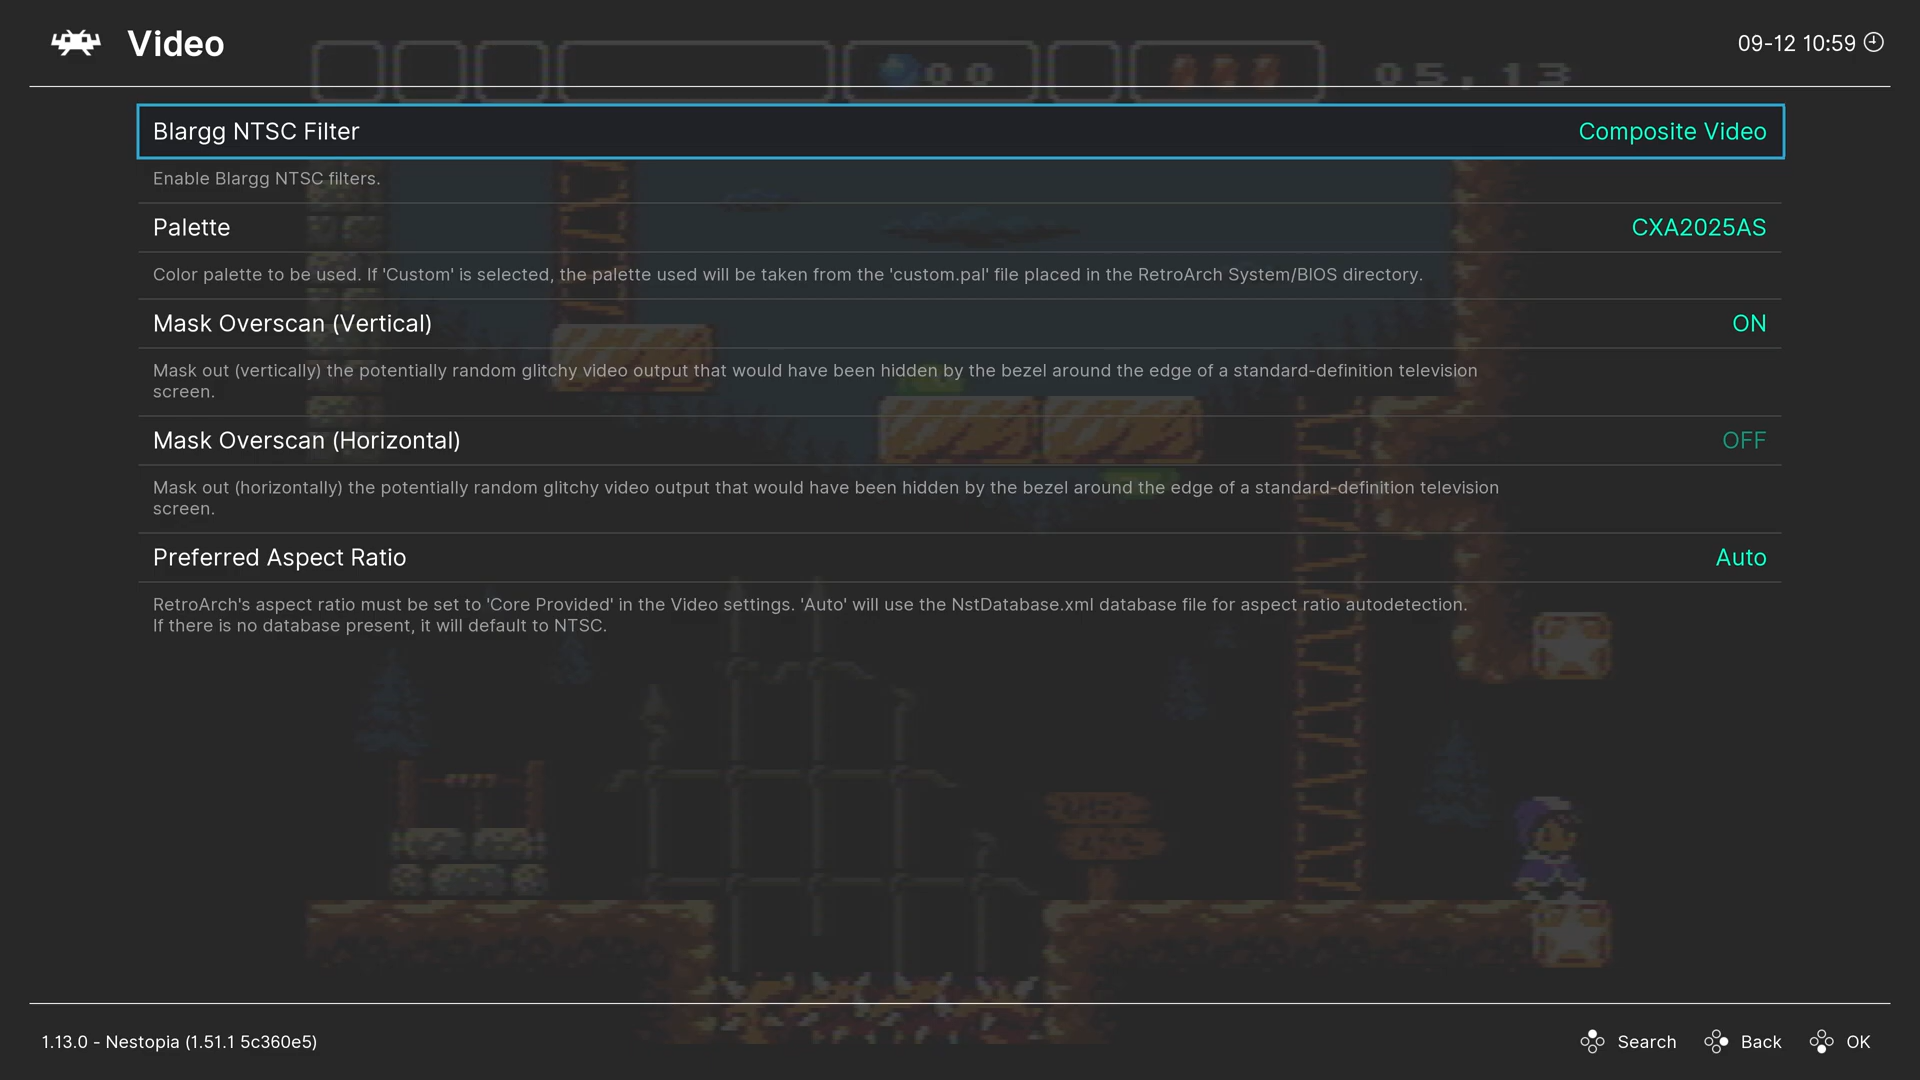 Video
09-12 10:59
00
05,13
Blargg NTSC Filter
Composite Video
Enable Blargg NTSC filters.
Palette
CXA2025AS
Color palette to be used. If 'Custom' is selected, the palette used will be taken from the 'custom.pal' file placed in the RetroArch System/BIOS directory.
Mask Overscan (Vertical)
ON
Mask out (vertically) the potentially random glitchy video output that would have been hidden by the bezel around the edge of a standard-definition television
screen.
Mask Overscan (Horizontal)
OFF
Mask out (horizontally) the potentially random glitchy video output that would have been hidden by the bezel around the edge of a standard-definition television
screen.
Preferred Aspect Ratio
Auto
RetroArch's aspect ratio must be set to 'Core Provided' in the Video settings. 'Auto' will use the NstDatabase.xml database file for aspect ratio autodetection.
If there is no database present, it will default to NTSC.
1.13.0 - Nestopia (1.51.1 5c360e5)
Search
Back
OK